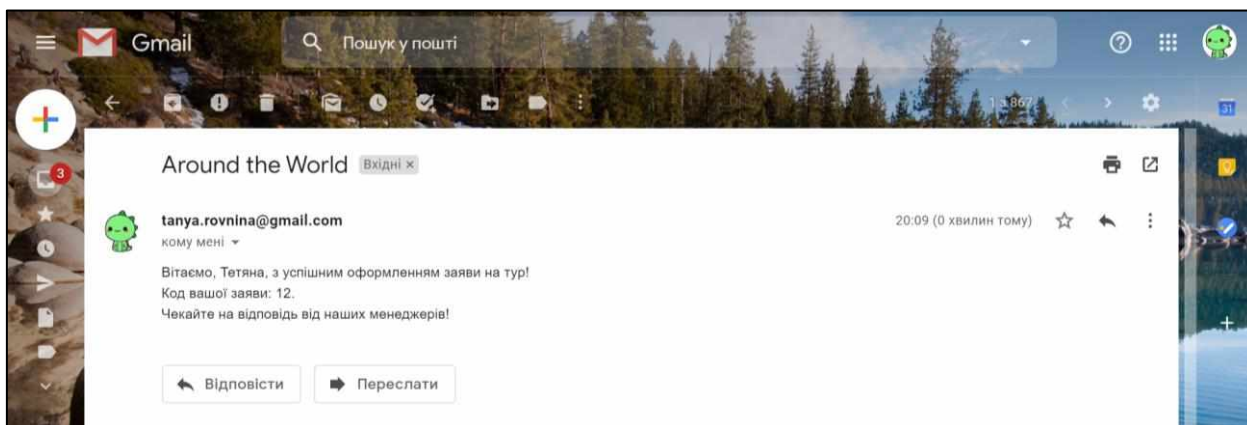 Gmail
Пошук у пошті
1 з 867
31
3
Around the World Вхідні ×
tanya.rovnina@gmail.com
20:09 (0 хвилин тому)
кому мені
Вітаємо, Тетяна, з успішним оформленням заяви на тур!
Код вашої заяви: 12.
Чекайте на відповідь від наших менеджерів!
Відповісти
Переслати